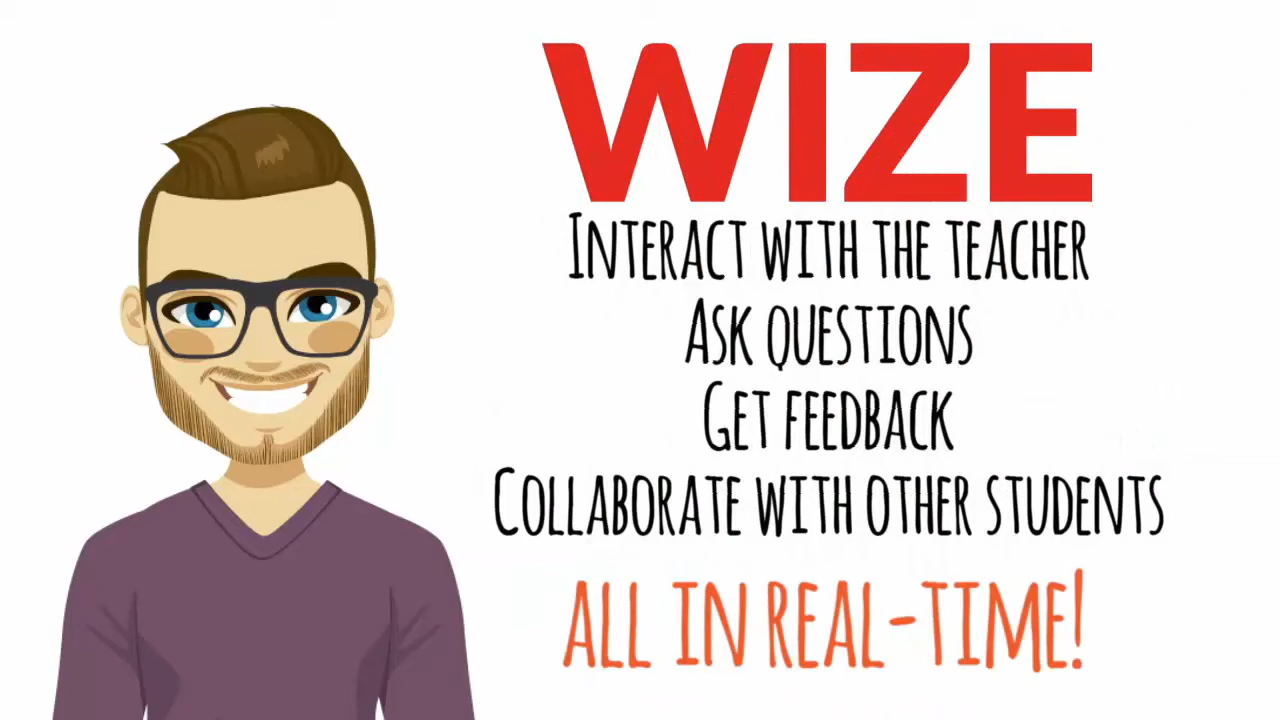 WIZE
INTERACT WITH THE TEACHER
ASK QUESTIONS
GET FEEDBACK
COLLABORATE WITH OTHER STUDENTS
ALL IN REAL-TIME!